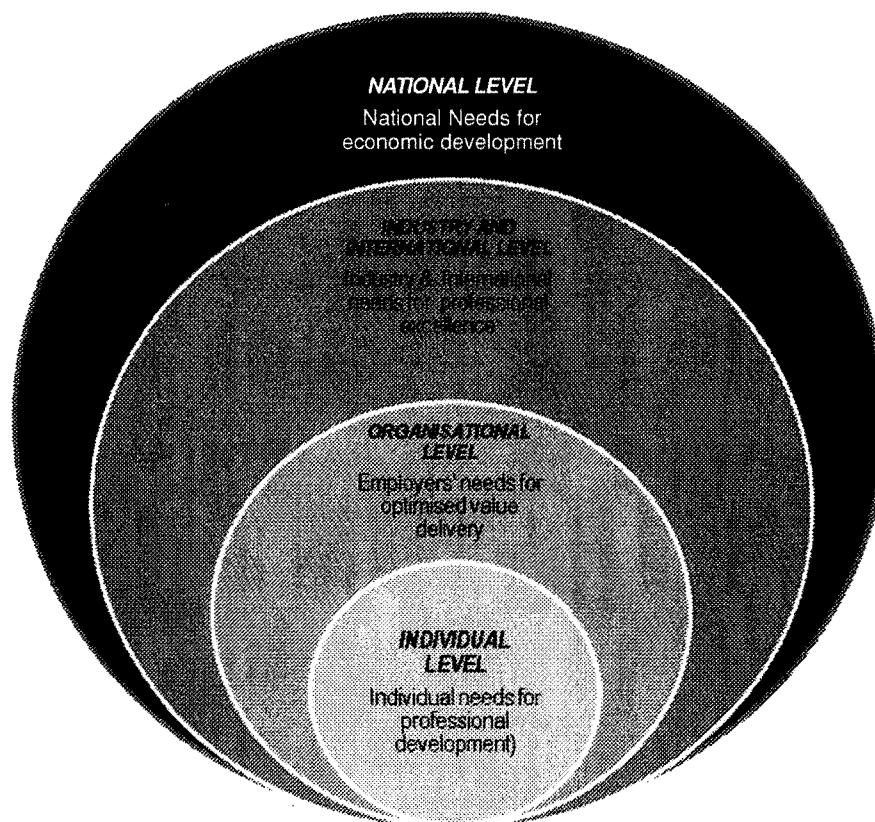 NATIONAL LEVEL
National Needs for
economic development
INDUSTRY AND
INTERNATIONAL LEVEL
Industry & International
needs for professional
excellence
ORGANISATIONAL
LEVEL
Employers' needs for
optimised value
delivery
INDIVIDUAL
LEVEL
Individual needs for
professional
development)